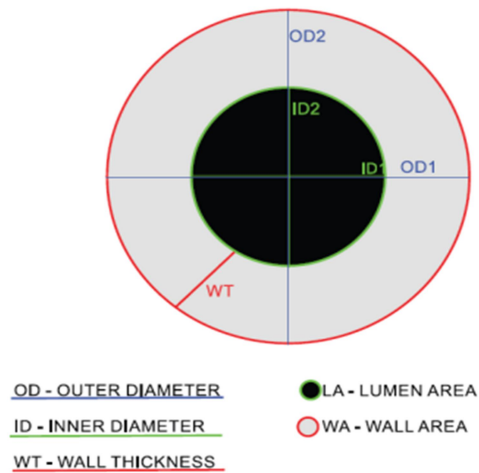 OD2
ID2
ID1 OD1
WT
OD - OUTER DIAMETER
LA - LUMEN AREA
ID - INNER DIAMETER
WA - WALL AREA
WT - WALL THICKNESS